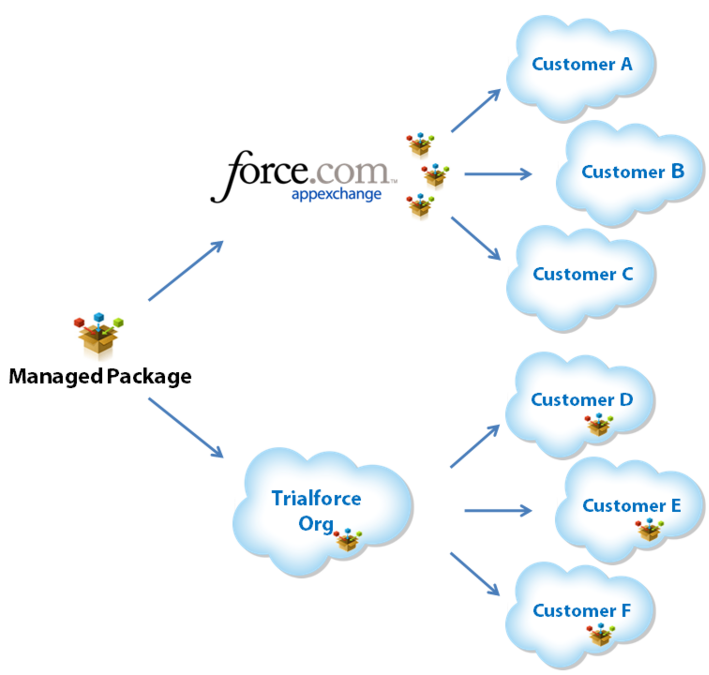 Customer A
force.com™
appexchange
Customer B
Customer C
Managed Package
Customer D
Trialforce
Org
Customer E
Customer F